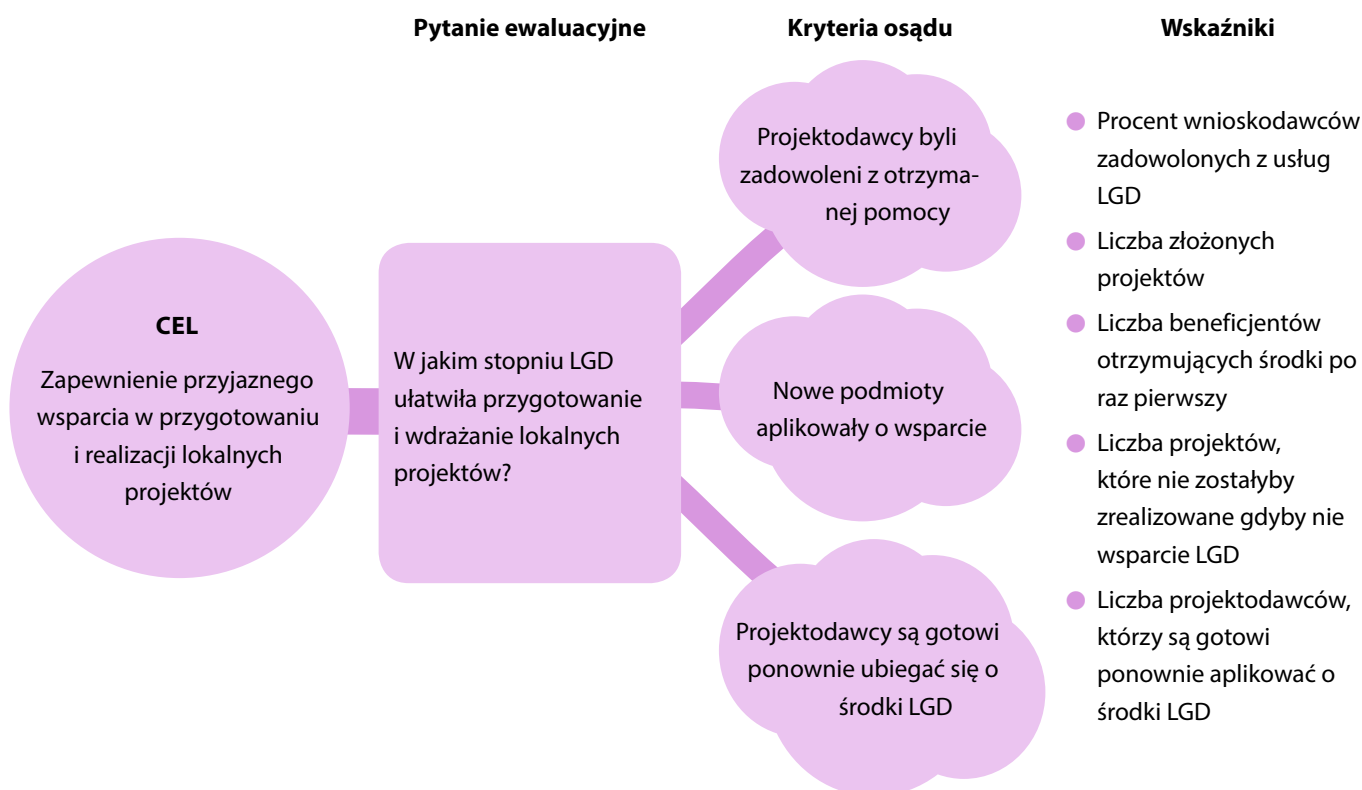 Pytanie ewaluacyjne
Kryteria osądu
Wskaźniki
CEL
Zapewnienie przyjaznego
wsparcia w przygotowaniu
i realizacji lokalnych
projektów
W jakim stopniu LGD
ułatwiła przygotowanie
i wdrażanie lokalnych
projektów?
Projektodawcy byli
zadowoleni z otrzyma-
nej pomocy
Nowe podmioty
aplikowały o wsparcie
Projektodawcy są gotowi
ponownie ubiegać się o
środki LGD
Procent wnioskodawców
zadowolonych z usług
LGD
Liczba złożonych
projektów
Liczba beneficjentów
otrzymujących środki po
raz pierwszy
Liczba projektów,
które nie zostałyby
zrealizowane gdyby nie
wsparcie LGD
Liczba projektodawców,
którzy są gotowi
ponownie aplikować o
środki LGD